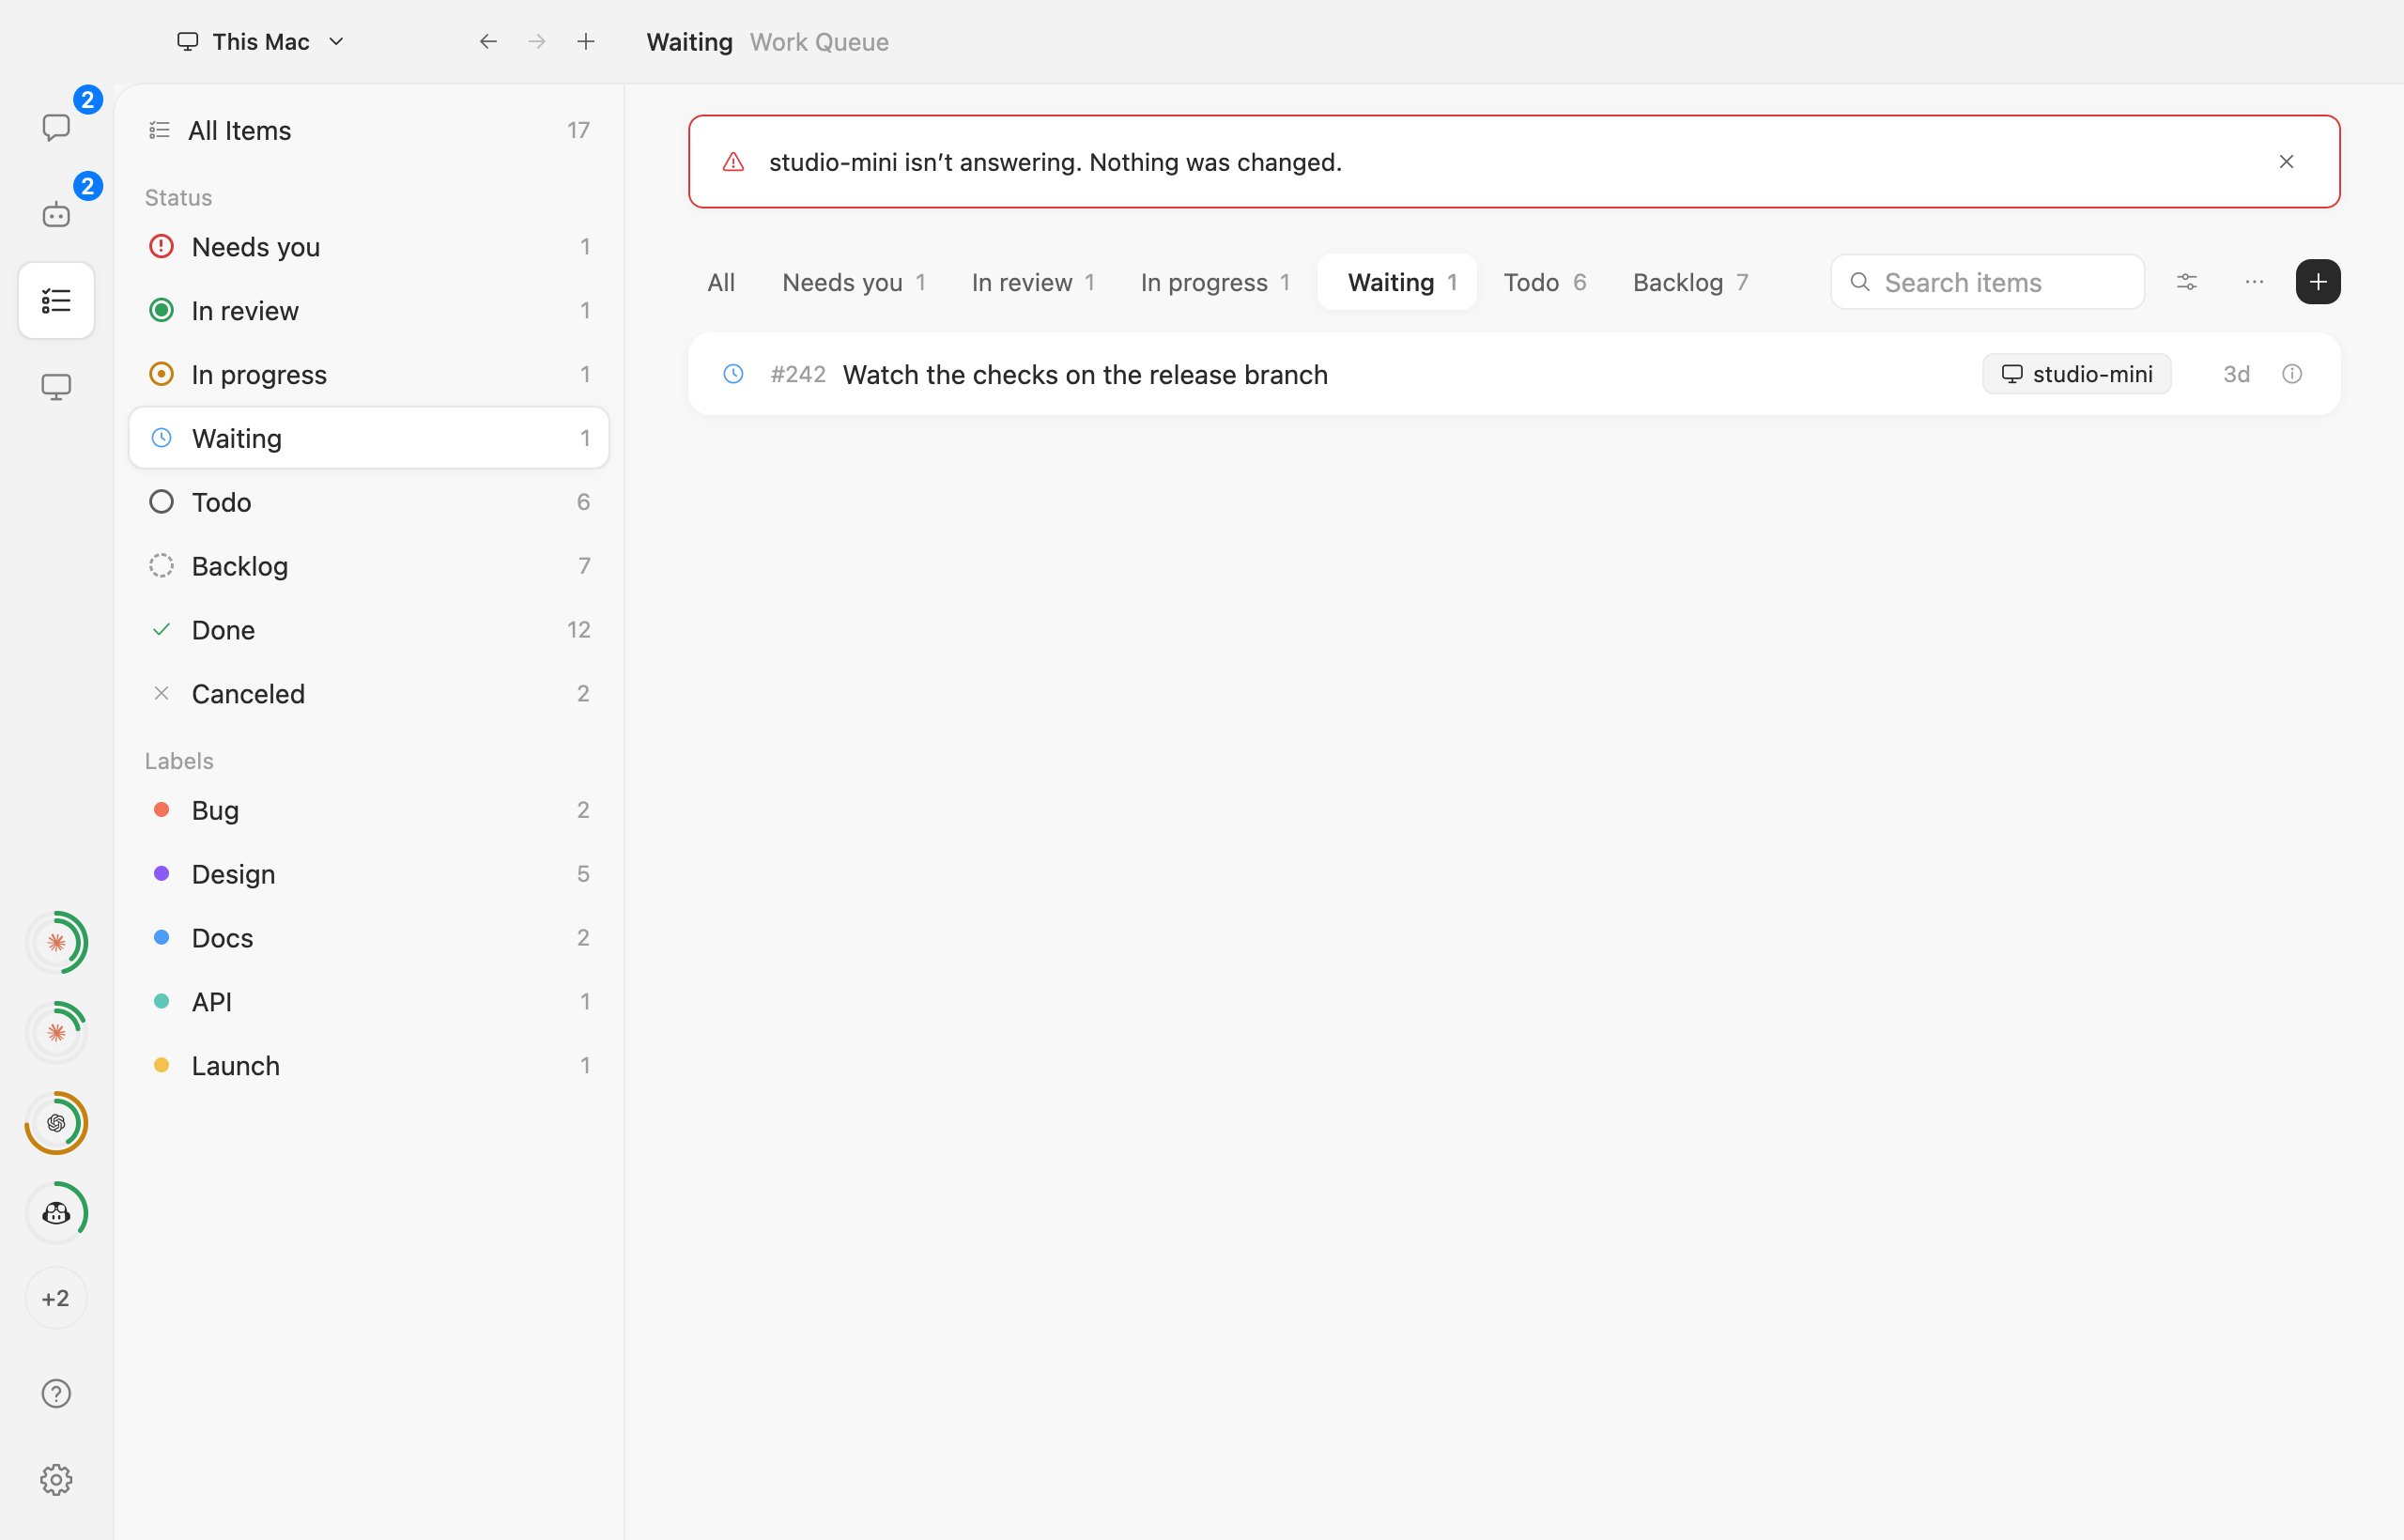 This Mac
Waiting Work Queue
2
2
All Items 17
Status
Needs you 1
In review 1
In progress 1
Waiting 1
Todo 6
Backlog 7
Done 12
Canceled 2
Labels
Bug 2
Design 5
Docs 2
API 1
Launch 1
+2
studio-mini isn’t answering. Nothing was changed.
All Needs you 1 In review 1 In progress 1 Waiting 1 Todo 6 Backlog 7 Search items
#242 Watch the checks on the release branch studio-mini 3d